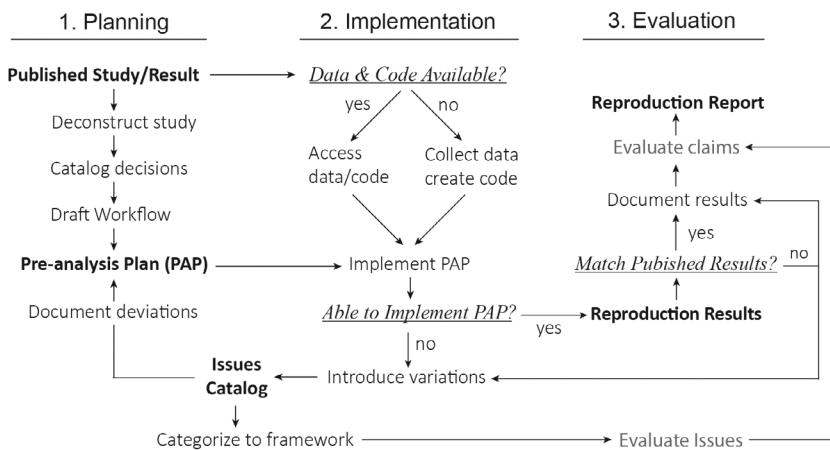 1. Planning
2. Implementation
3. Evaluation
Published Study/Result
Data & Code Available?
yes
no
Reproduction Report
Deconstruct study
Evaluate claims
Access
data/code
Collect data
create code
Catalog decisions
Document results
Draft Workflow
yes
no
Pre-analysis Plan (PAP)
Implement PAP
Match Pubished Results?
Document deviations
Able to Implement PAP?
yes
Reproduction Results
no
Issues
Catalog
Introduce variations
Categorize to framework
Evaluate Issues